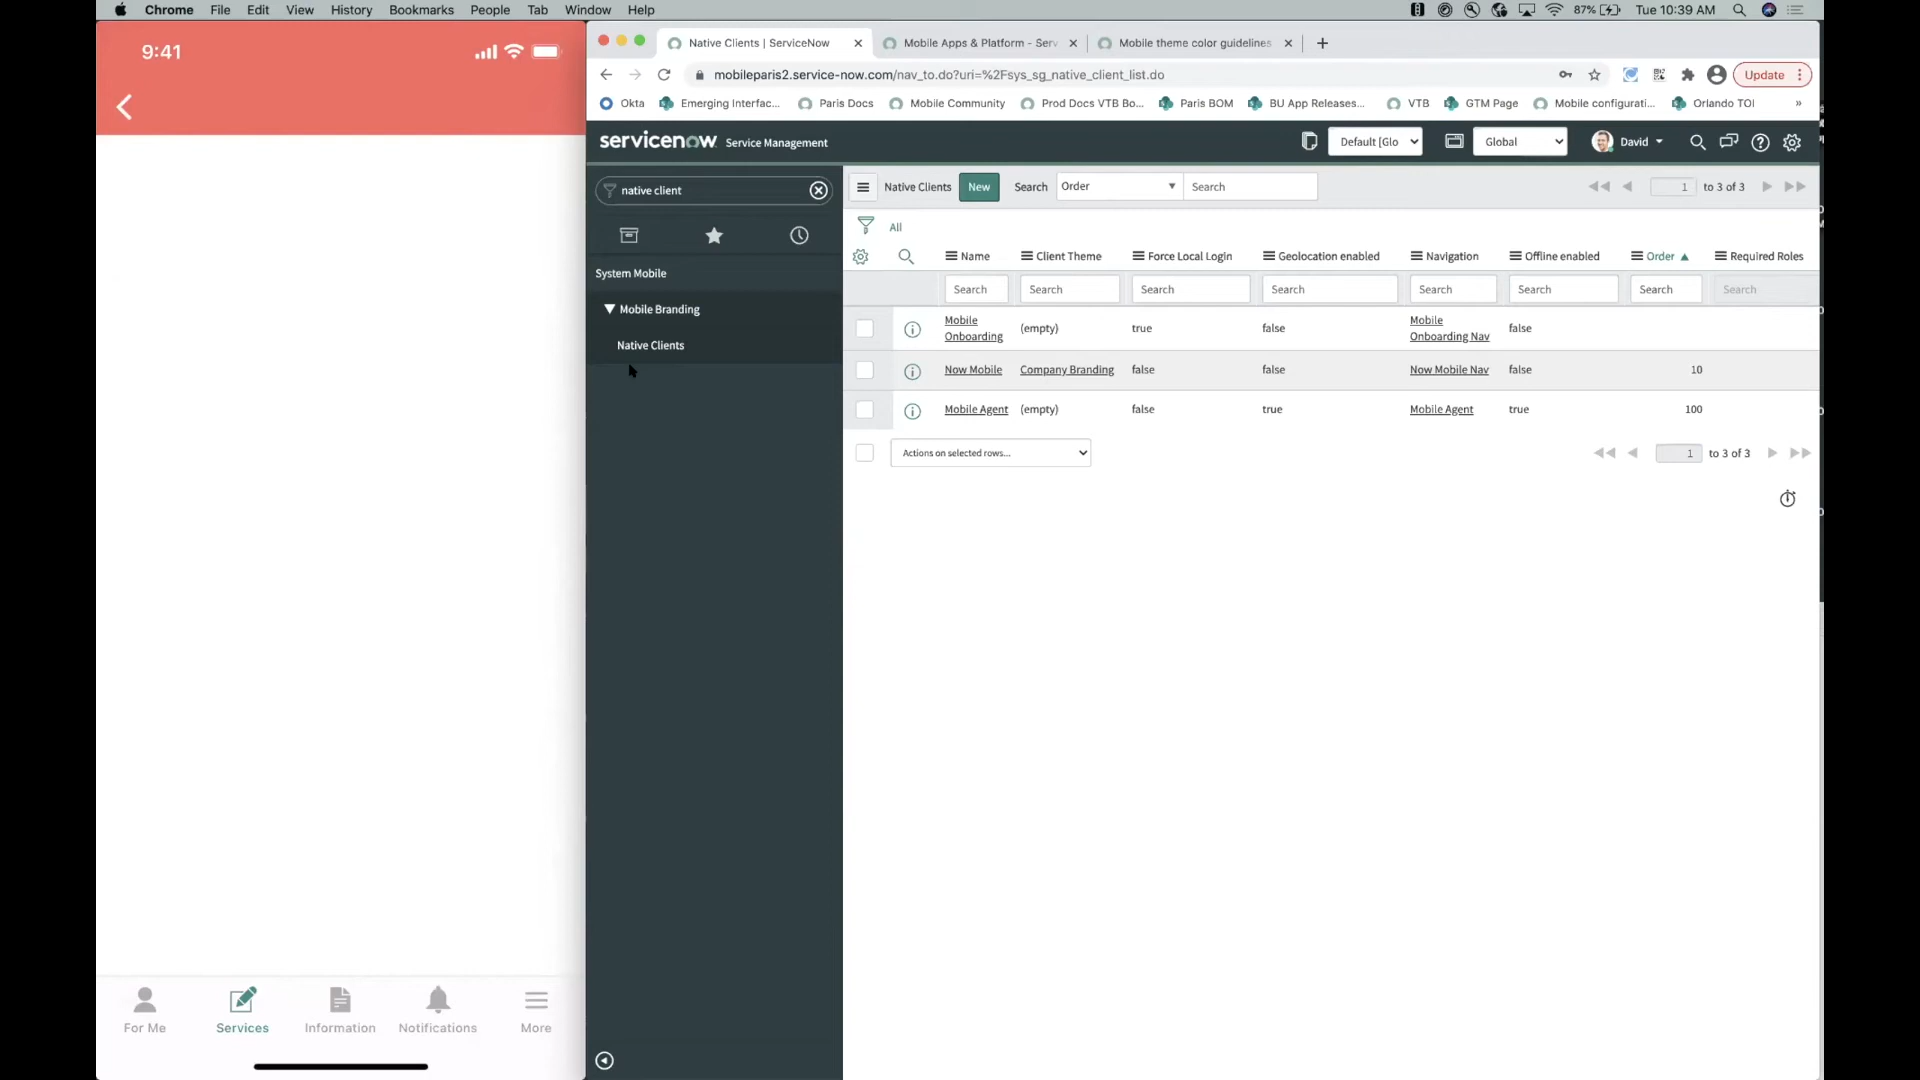 Chrome File Edit View History Bookmarks People Tab Window Help 87% Tue 10:39 AM
9:41
Native Clients | ServiceNow
Mobile Apps & Platform - Serv
Mobile theme color guidelines
mobileparis2.service-now.com/nav_to.do?uri=%2Fsys_sg_native_client_list.do
Update
Okta Emerging Interfac... Paris Docs Mobile Community Prod Docs VTB Bo... Paris BOM BU App Releases... VTB GTM Page Mobile configurati... Orlando TOI »
servicenow Service Management
Default [Glo
Global
David
native client
System Mobile
Mobile Branding
Native Clients
Native Clients New Search Order Search 1 to 3 of 3
All
Name Client Theme Force Local Login Geolocation enabled Navigation Offline enabled Order Required Roles
Search Search Search Search Search Search Search Search
Mobile Onboarding (empty) true false Mobile Onboarding Nav false
Now Mobile Company Branding false false Now Mobile Nav false 10
Mobile Agent (empty) false true Mobile Agent true 100
Actions on selected rows... 1 to 3 of 3
For Me Services Information Notifications More